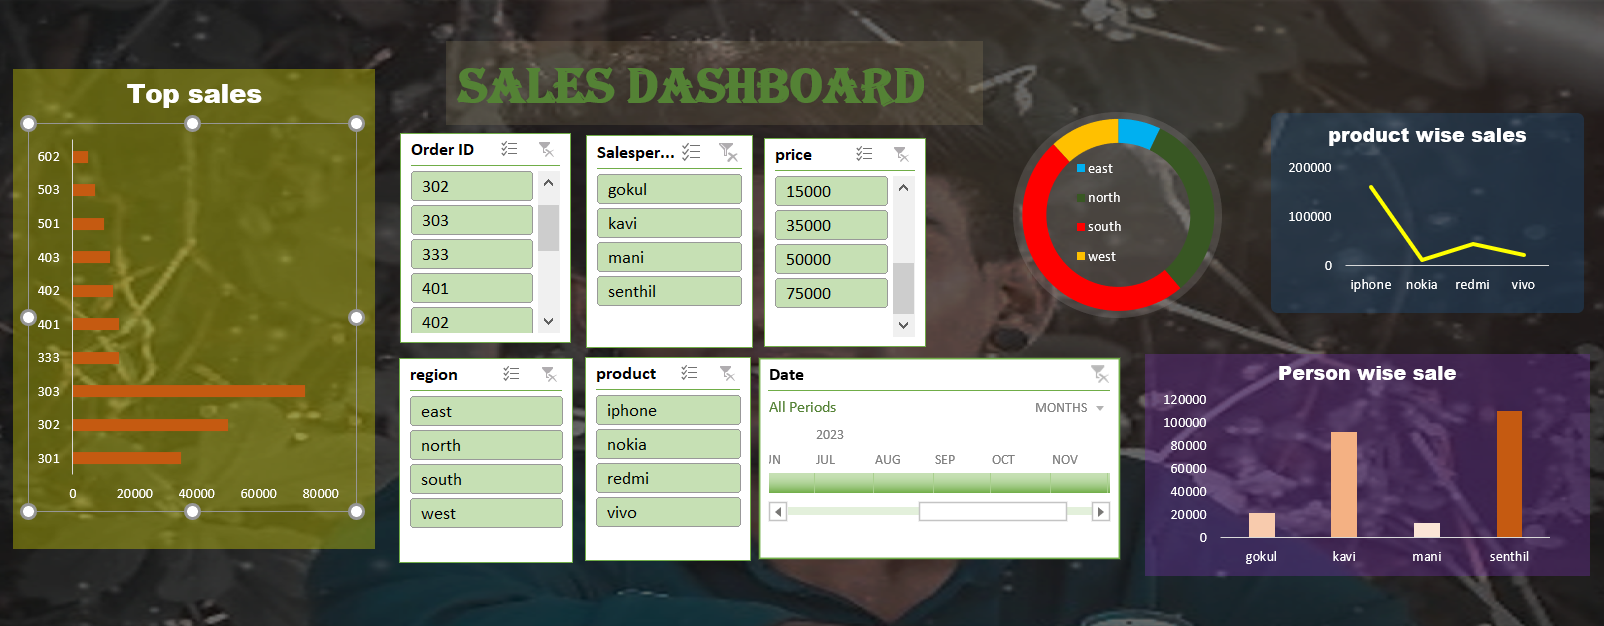 SALES DASHBOARD
Top sales
602
503
501
403
402
401
333
303
302
301
0 20000 40000 60000 80000
Order ID
302
303
333
401
402
Salesper...
gokul
kavi
mani
senthil
price
15000
35000
50000
75000
region
east
north
south
west
product
iphone
nokia
redmi
vivo
Date
All Periods MONTHS
2023
JUN JUL AUG SEP OCT NOV
east
north
south
west
product wise sales
200000
100000
0
iphone nokia redmi vivo
Person wise sale
120000
100000
80000
60000
40000
20000
0
gokul kavi mani senthil